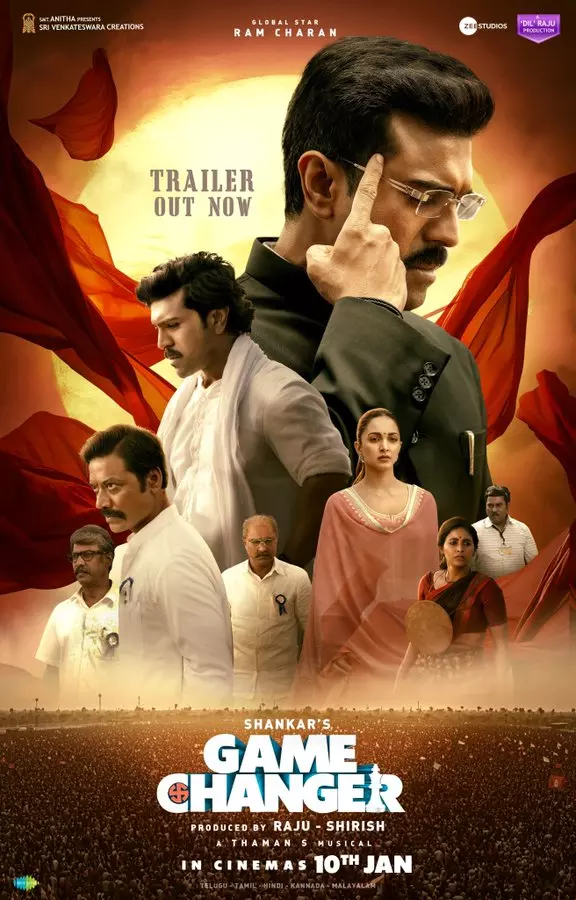 SMT. ANITHA PRESENTS
SRI VENKATESWARA CREATIONS
GLOBAL STAR
RAM CHARAN
ZEE STUDIOS
'DIL' RAJU
PRODUCTION
TRAILER
OUT NOW
SHANKAR'S
GAME
CHANGER
PRODUCED BY RAJU - SHIRISH
A THAMAN S MUSICAL
IN CINEMAS 10TH JAN
TELUGU - TAMIL - HINDI - KANNADA - MALAYALAM